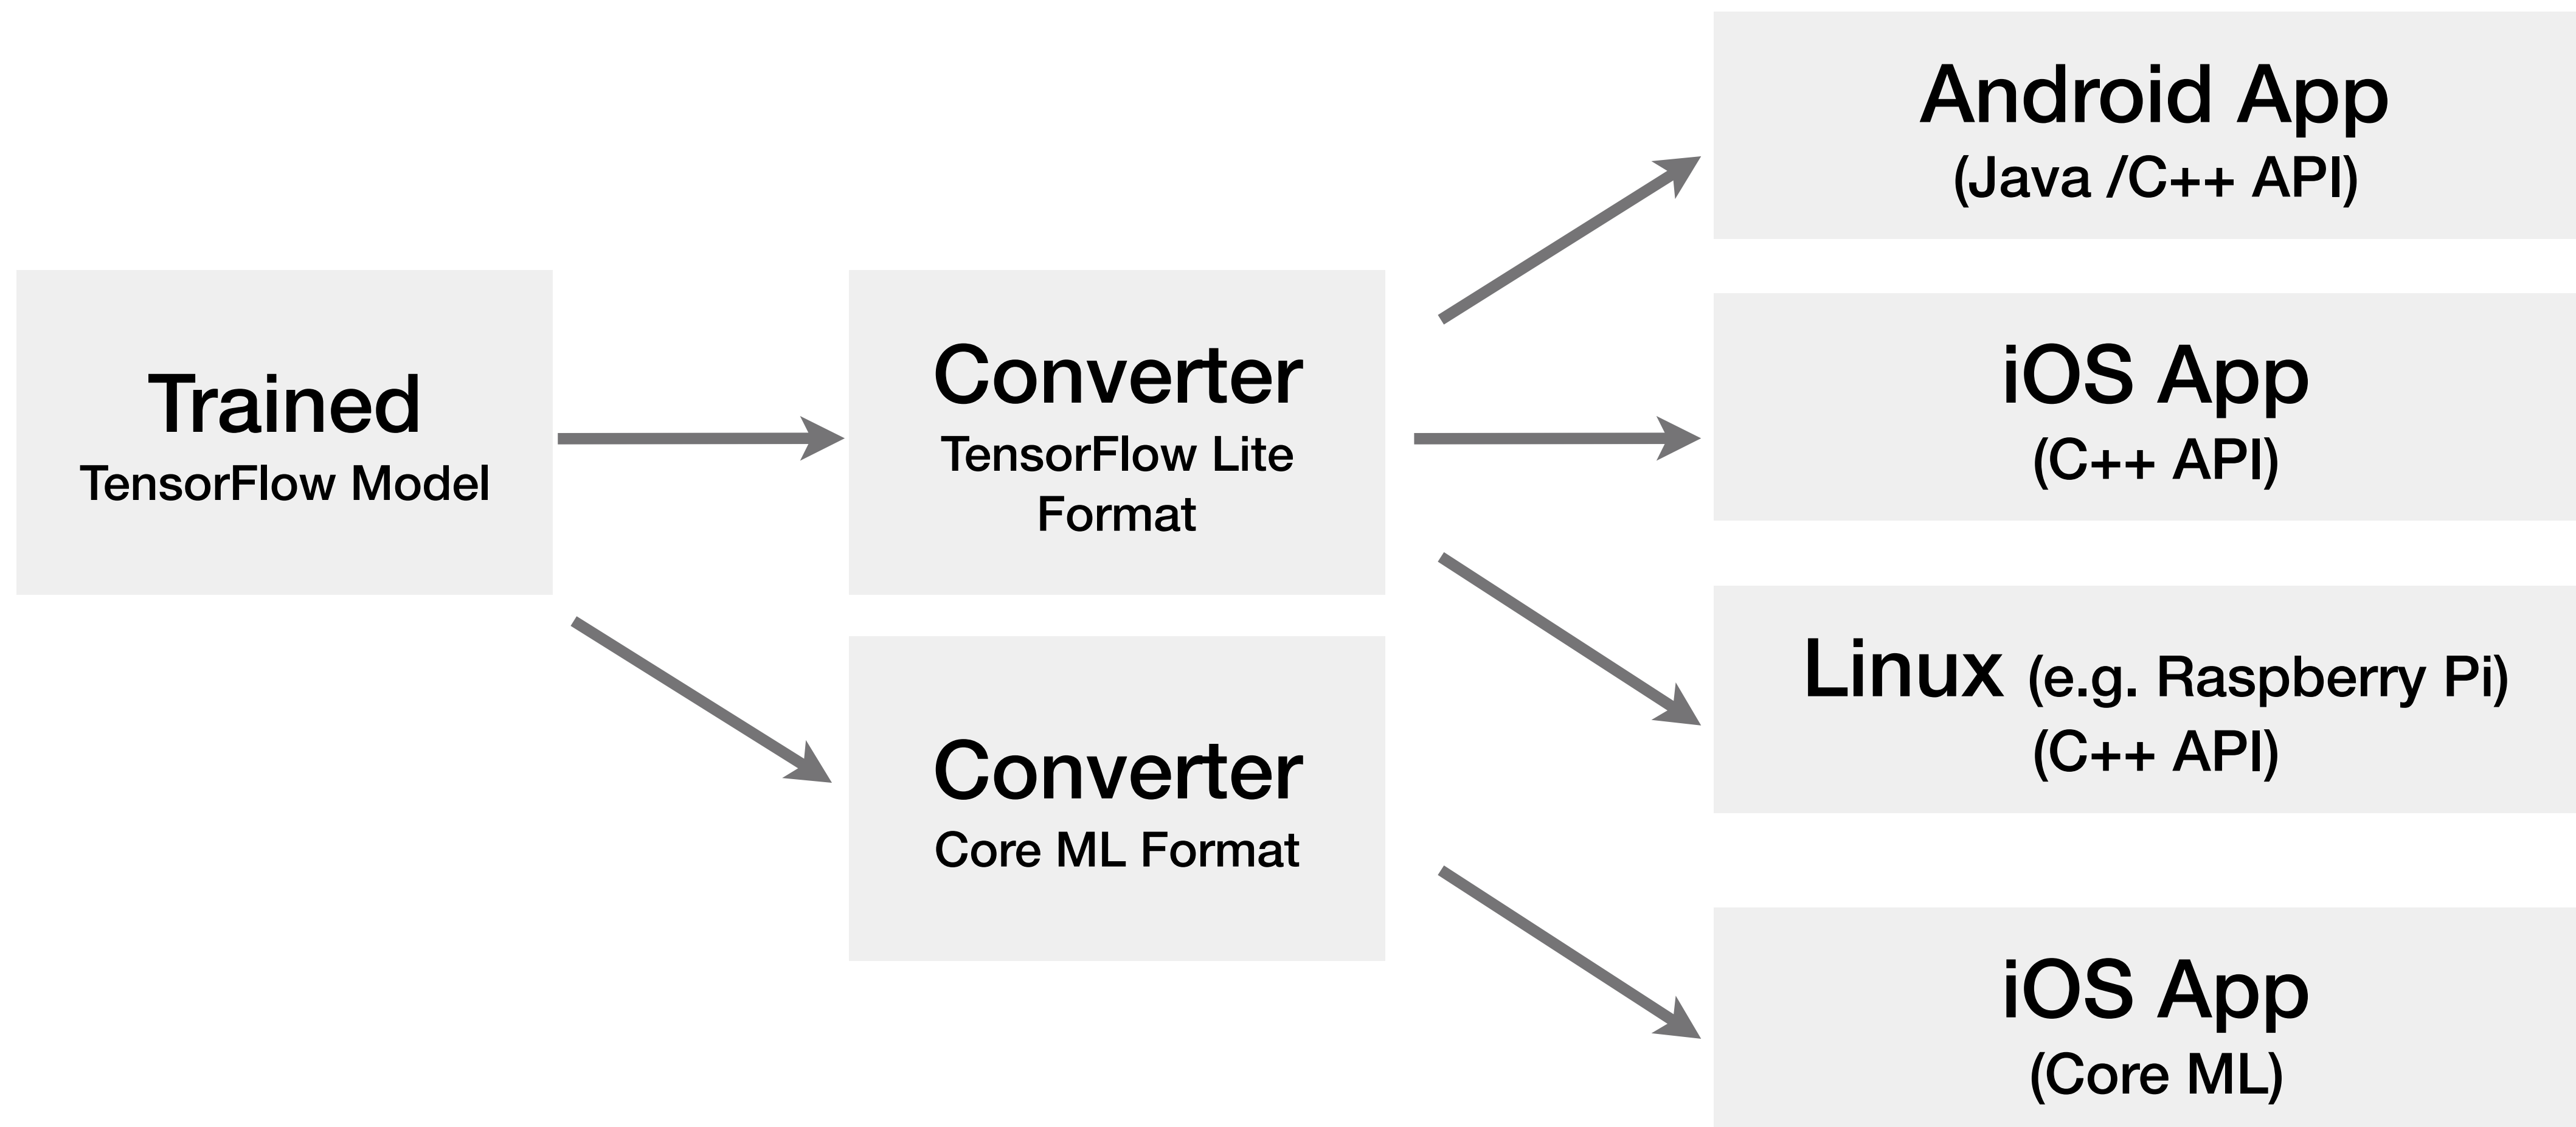 Trained
TensorFlow Model
Converter
TensorFlow Lite
Format
Converter
Core ML Format
Android App
(Java /C++ API)
iOS App
(C++ API)
Linux (e.g. Raspberry Pi)
(C++ API)
iOS App
(Core ML)